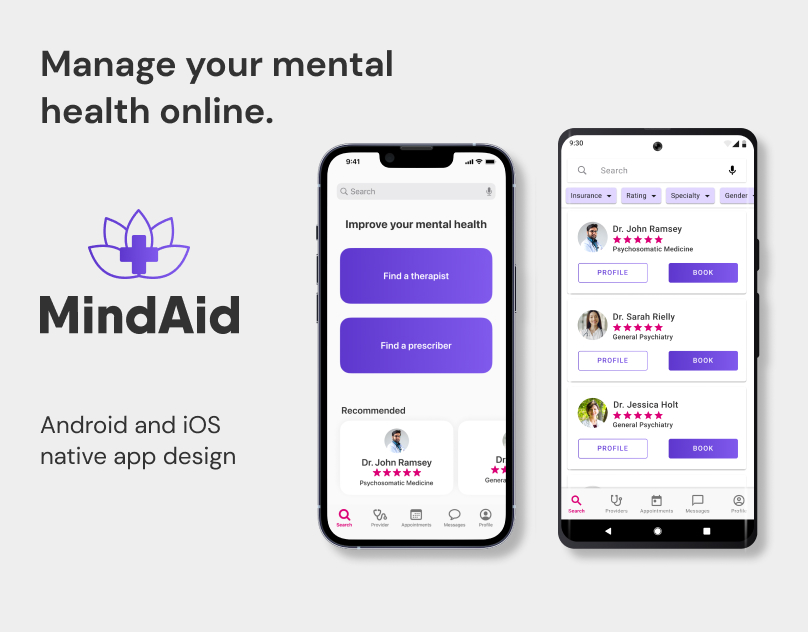 Manage your mental
health online.
MindAid
Android and iOS
native app design
9:41
Search
Improve your mental health
Find a therapist
Find a prescriber
Recommended
Dr. John Ramsey
Psychosomatic Medicine
Dr.
Genera
Search Provider Appointments Messages Profile
9:30
Search
Insurance Rating Specialty Gender
Dr. John Ramsey
Psychosomatic Medicine
PROFILE BOOK
Dr. Sarah Rielly
General Psychiatry
PROFILE BOOK
Dr. Jessica Holt
General Psychiatry
PROFILE BOOK
Search Providers Appointments Messages Profil